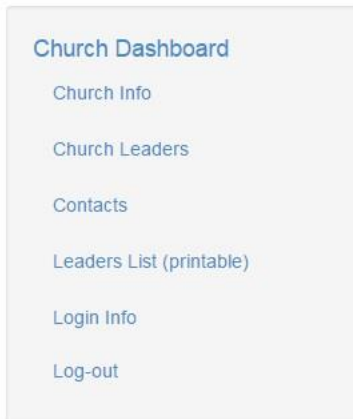 Church Dashboard
Church Info
Church Leaders
Contacts
Leaders List (printable)
Login Info
Log-out